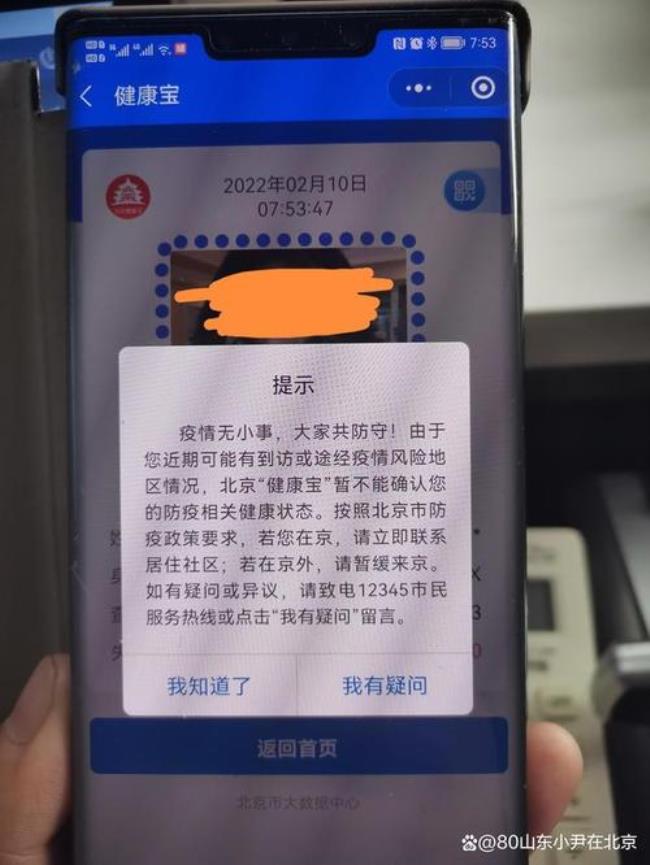 7:53
健康宝
2022年02月10日
07:53:47
提示
疫情无小事，大家共防守！由于
您近期可能有到访或途经疫情风险地
区情况，北京“健康宝”暂不能确认您
的防疫相关健康状态。按照北京市防
疫政策要求，若您在京，请立即联系
居住社区；若在京外，请暂缓来京。
如有疑问或异议，请致电12345市民
服务热线或点击“我有疑问”留言。
我知道了
我有疑问
返回首页
北京市大数据中心
@80山东小尹在北京